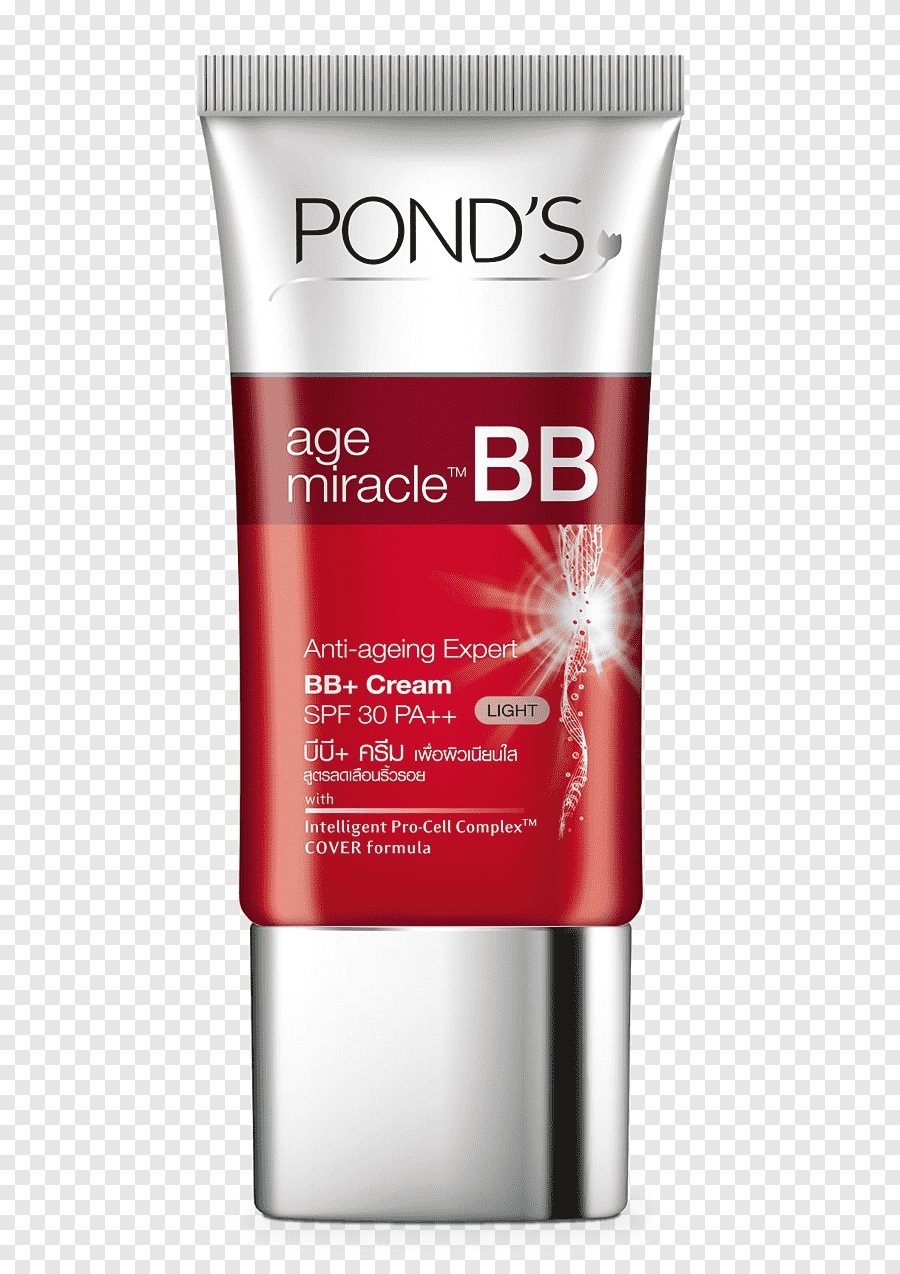 POND'S
age
miracle™ BB
Anti-ageing Expert
BB+ Cream
SPF 30 PA++ LIGHT
บีบี+ ครีม เพื่อผิวเนียนใส
สูตรลดเลือนริ้วรอย
with
Intelligent Pro-Cell Complex™
COVER formula